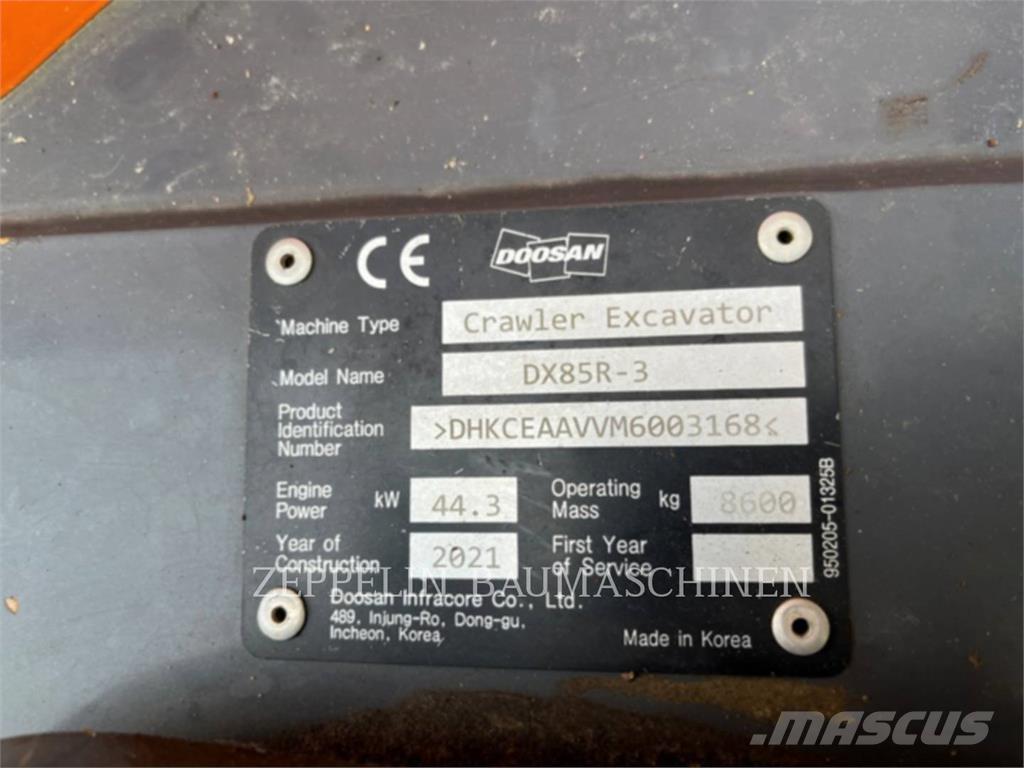 CE DOOSAN
Machine Type Crawler Excavator
Model Name DX85R-3
Product
Identification
Number
>DHKCEAAVVM6003168<
Engine
Power
kW 44.3
Operating
Mass
kg 8600
Year of
Construction
2021
First Year
of Service
ZEPPELIN BAUMASCHINEN
Doosan Infracore Co., Ltd.
489, Injung-Ro, Dong-gu,
Incheon, Korea
Made in Korea
950205-01325B
MASCUS